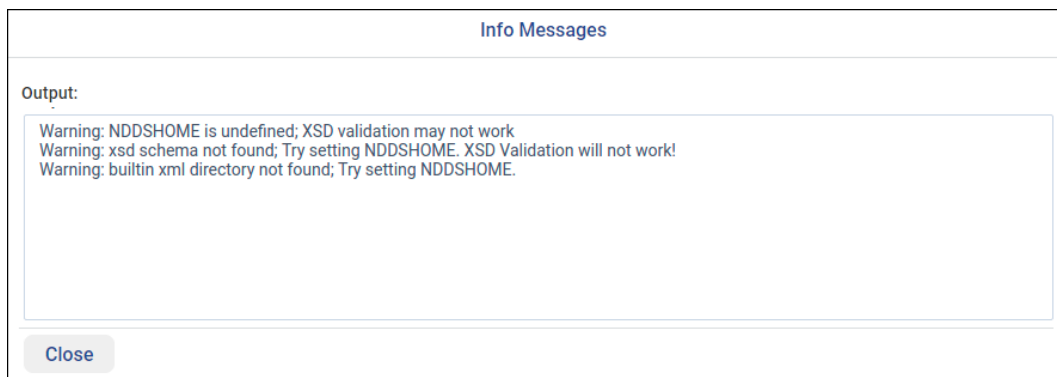 Info Messages
Output:
Warning: NDDSHOME is undefined; XSD validation may not work
Warning: xsd schema not found; Try setting NDDSHOME. XSD Validation will not work!
Warning: builtin xml directory not found; Try setting NDDSHOME.
Close